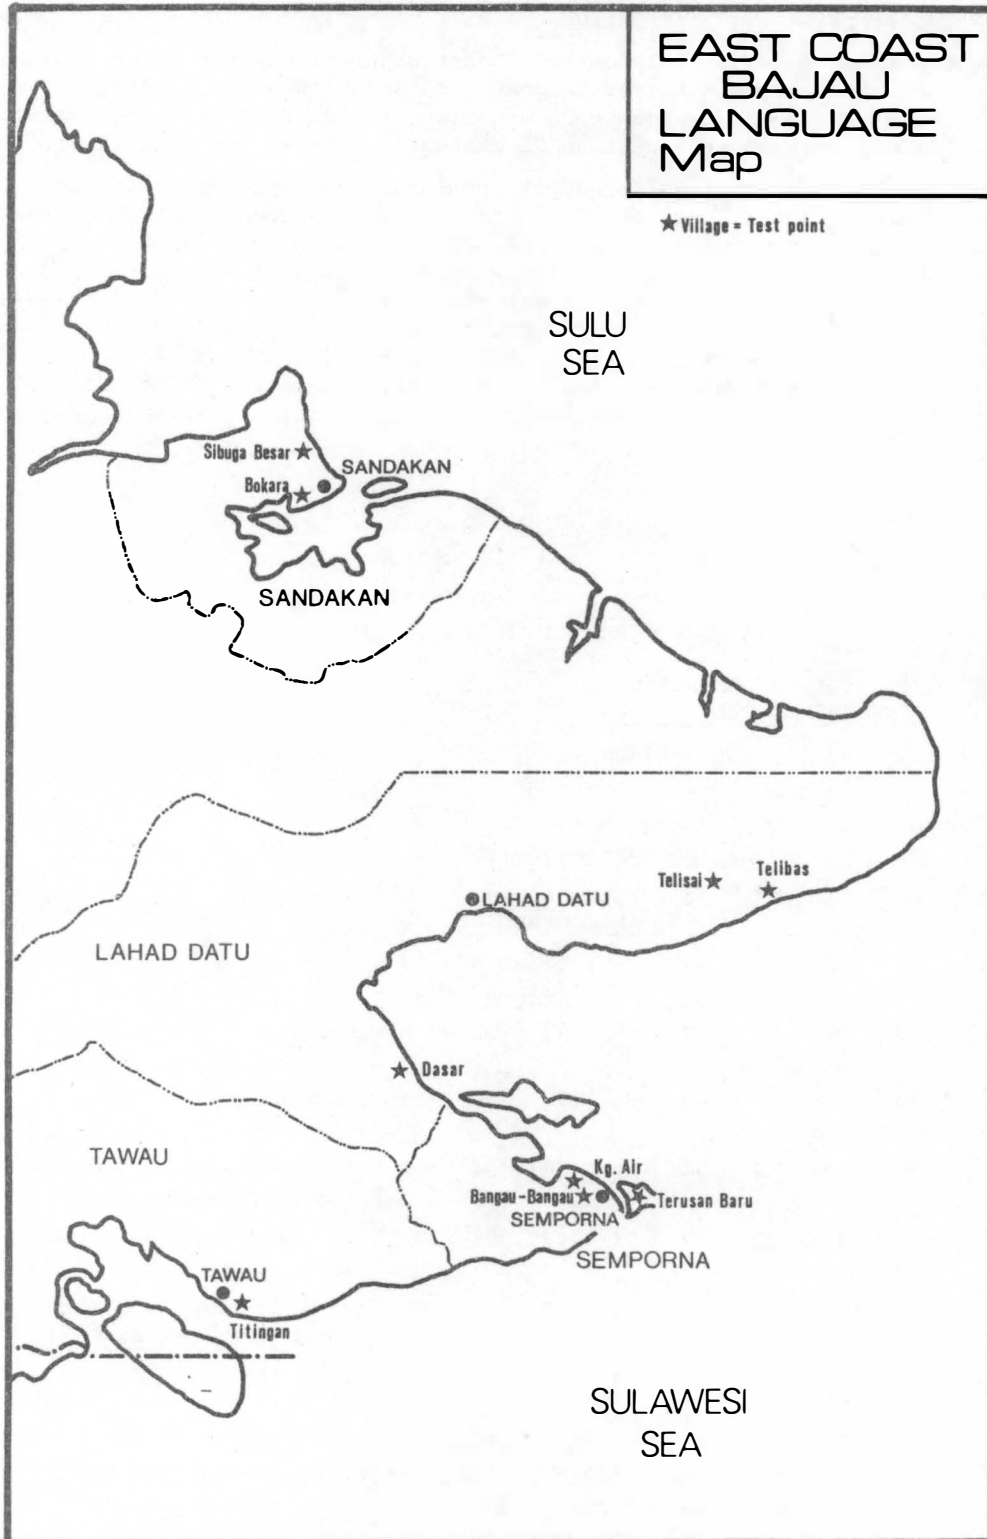 EAST COAST
BAJAU
LANGUAGE
Map
★ Village = Test point
SULU
SEA
Sibuga Besar
SANDAKAN
Bokara
SANDAKAN
Telisai
Telibas
LAHAD DATU
LAHAD DATU
Dasar
TAWAU
Kg. Air
Bangau-Bangau
Terusan Baru
SEMPORNA
SEMPORNA
TAWAU
Titingan
SULAWESI
SEA